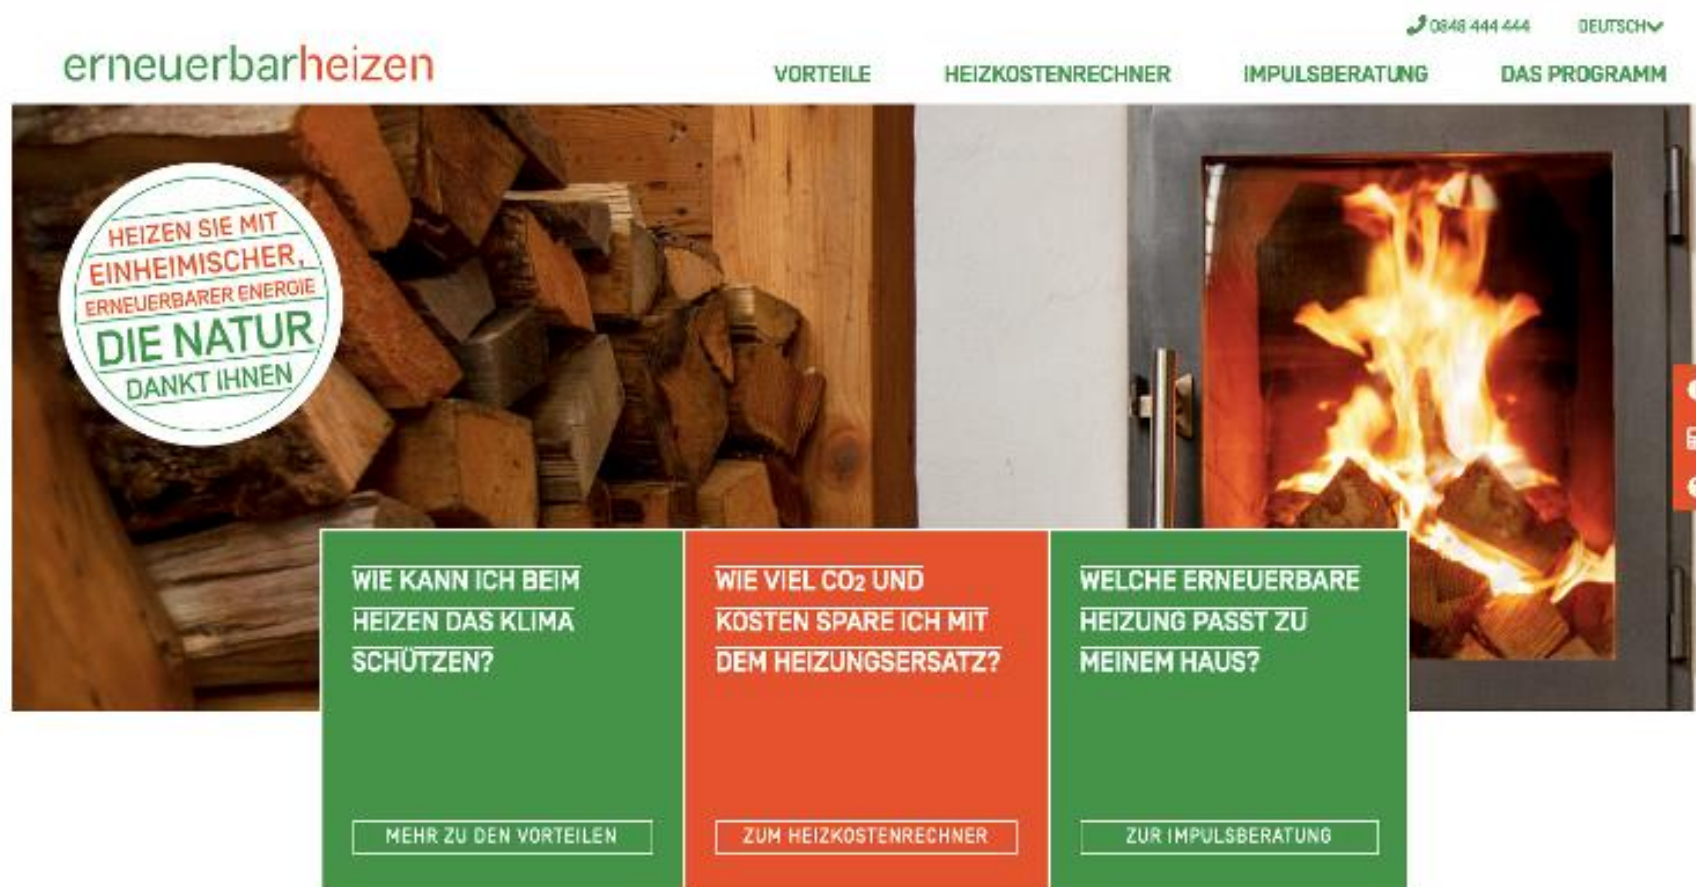 0848 444 444 DEUTSCH
erneuerbarheizen
VORTEILE HEIZKOSTENRECHNER IMPULSBERATUNG DAS PROGRAMM
HEIZEN SIE MIT
EINHEIMISCHER,
ERNEUERBARER ENERGIE
DIE NATUR
DANKT IHNEN
WIE KANN ICH BEIM
HEIZEN DAS KLIMA
SCHÜTZEN?
MEHR ZU DEN VORTEILEN
WIE VIEL CO2 UND
KOSTEN SPARE ICH MIT
DEM HEIZUNGSERSATZ?
ZUM HEIZKOSTENRECHNER
WELCHE ERNEUERBARE
HEIZUNG PASST ZU
MEINEM HAUS?
ZUR IMPULSBERATUNG